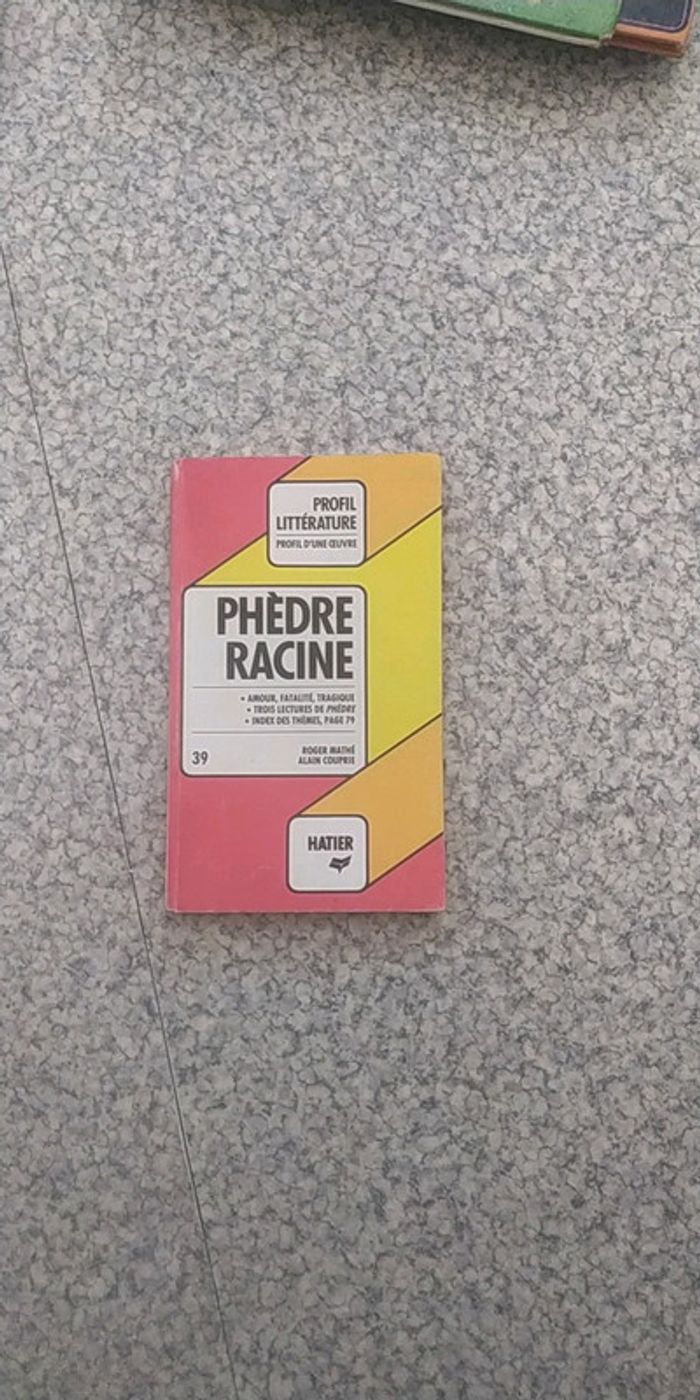 PROFIL
LITTÉRATURE
PROFIL D'UNE ŒUVRE
PHÈDRE
RACINE
• AMOUR, FATALITÉ, TRAGIQUE
• TROIS LECTURES DE PHÈDRE
• INDEX DES THÈMES, PAGE 79
39
ROGER MATHÉ
ALAIN COUPRIE
HATIER